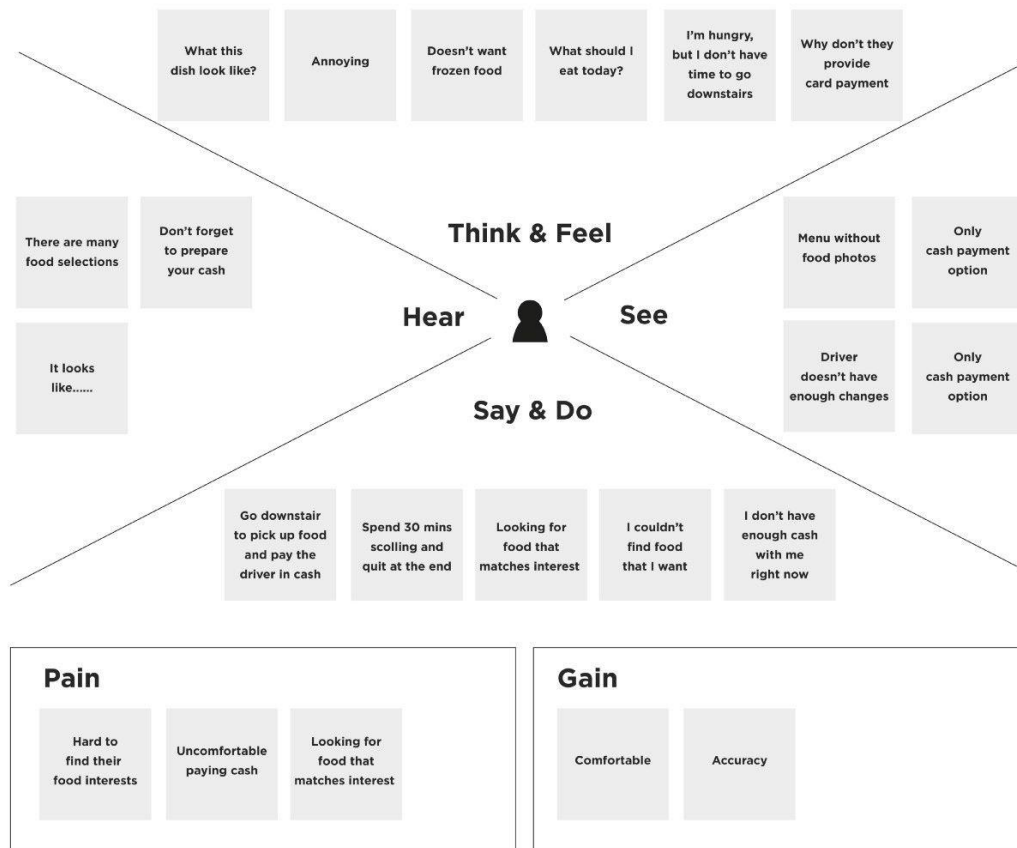 What this
dish look like?
Annoying
Doesn't want
frozen food
What should I
eat today?
I'm hungry,
but I don't have
time to go
downstairs
Why don't they
provide
card payment
Think & Feel
There are many
food selections
Don't forget
to prepare
your cash
It looks
like......
Hear
See
Menu without
food photos
Only
cash payment
option
Driver
doesn't have
enough changes
Only
cash payment
option
Say & Do
Go downstair
to pick up food
and pay the
driver in cash
Spend 30 mins
scolling and
quit at the end
Looking for
food that
matches interest
I couldn't
find food
that I want
I don't have
enough cash
with me
right now
Pain
Hard to
find their
food interests
Uncomfortable
paying cash
Looking for
food that
matches interest
Gain
Comfortable
Accuracy